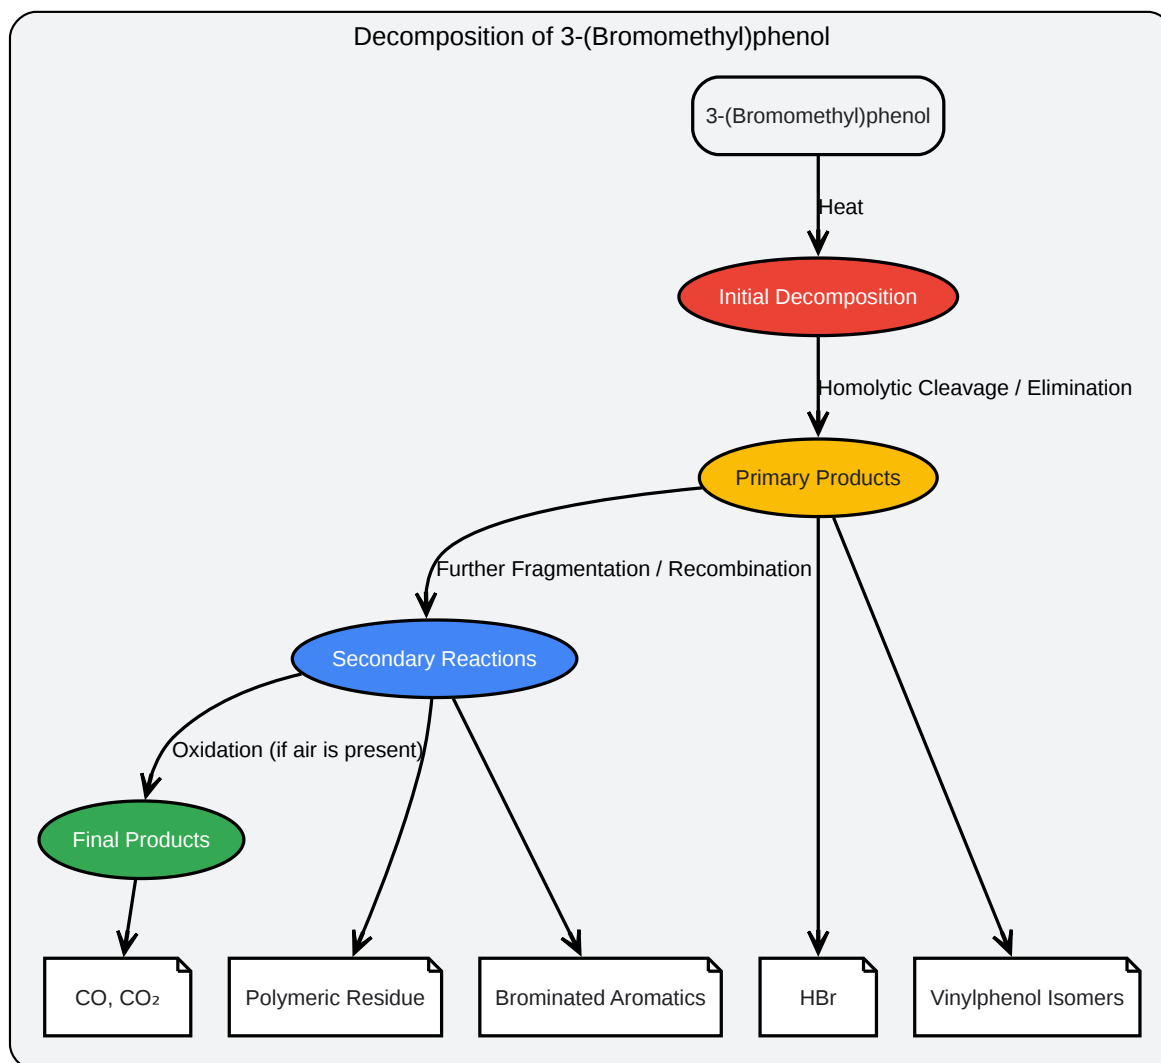 Decomposition of 3-(Bromomethyl)phenol
3-(Bromomethyl)phenol
Heat
Initial Decomposition
Homolytic Cleavage / Elimination
Primary Products
Further Fragmentation / Recombination
Secondary Reactions
Oxidation (if air is present)
Final Products
CO, CO₂
Polymeric Residue
Brominated Aromatics
HBr
Vinylphenol Isomers